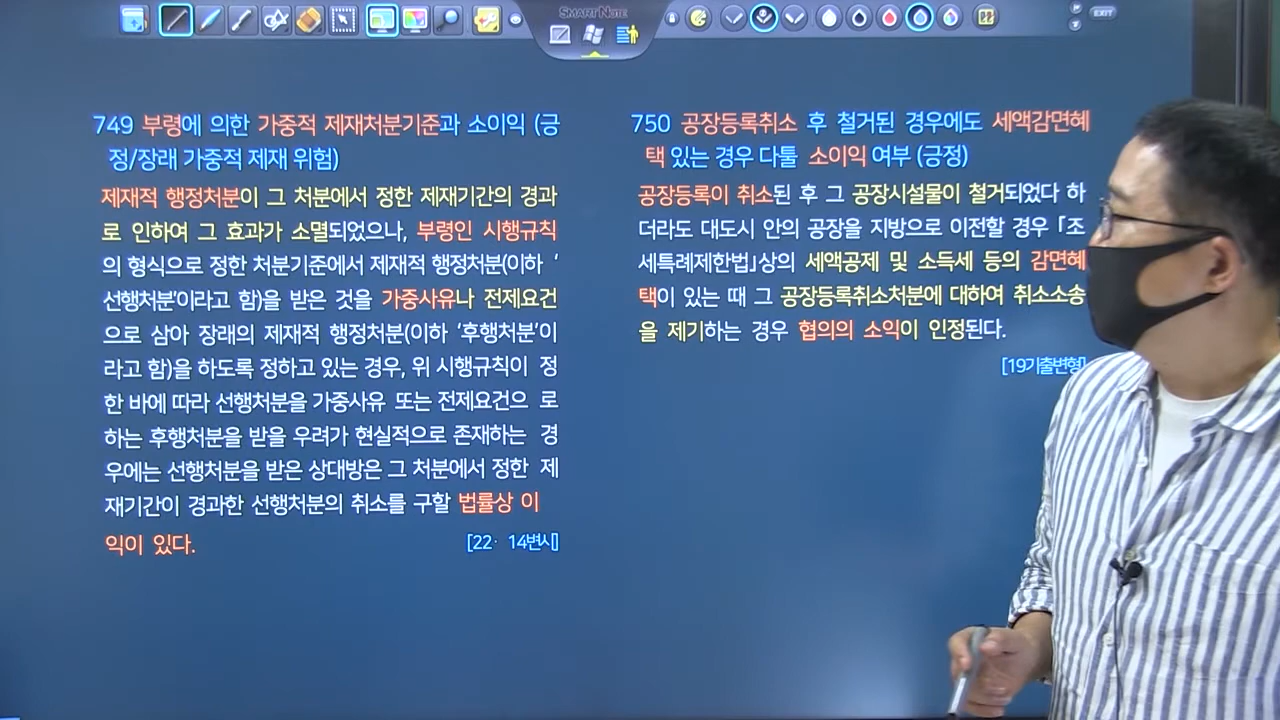 SMART NOTE
EXIT
749 부령에 의한 가중적 제재처분기준과 소이익 (긍
정/장래 가중적 제재 위험)
제재적 행정처분이 그 처분에서 정한 제재기간의 경과
로 인하여 그 효과가 소멸되었으나, 부령인 시행규칙
의 형식으로 정한 처분기준에서 제재적 행정처분(이하 ‘
선행처분’이라고 함)을 받은 것을 가중사유나 전제요건
으로 삼아 장래의 제재적 행정처분(이하 ‘후행처분’이
라고 함)을 하도록 정하고 있는 경우, 위 시행규칙이 정
한 바에 따라 선행처분을 가중사유 또는 전제요건으 로
하는 후행처분을 받을 우려가 현실적으로 존재하는 경
우에는 선행처분을 받은 상대방은 그 처분에서 정한 제
재기간이 경과한 선행처분의 취소를 구할 법률상 이
익이 있다.
[22· 14변시]
750 공장등록취소 후 철거된 경우에도 세액감면혜
택 있는 경우 다툴 소이익 여부 (긍정)
공장등록이 취소된 후 그 공장시설물이 철거되었다 하
더라도 대도시 안의 공장을 지방으로 이전할 경우 「조
세특례제한법」상의 세액공제 및 소득세 등의 감면혜
택이 있는 때 그 공장등록취소처분에 대하여 취소소송
을 제기하는 경우 협의의 소익이 인정된다.
[19기출변형]